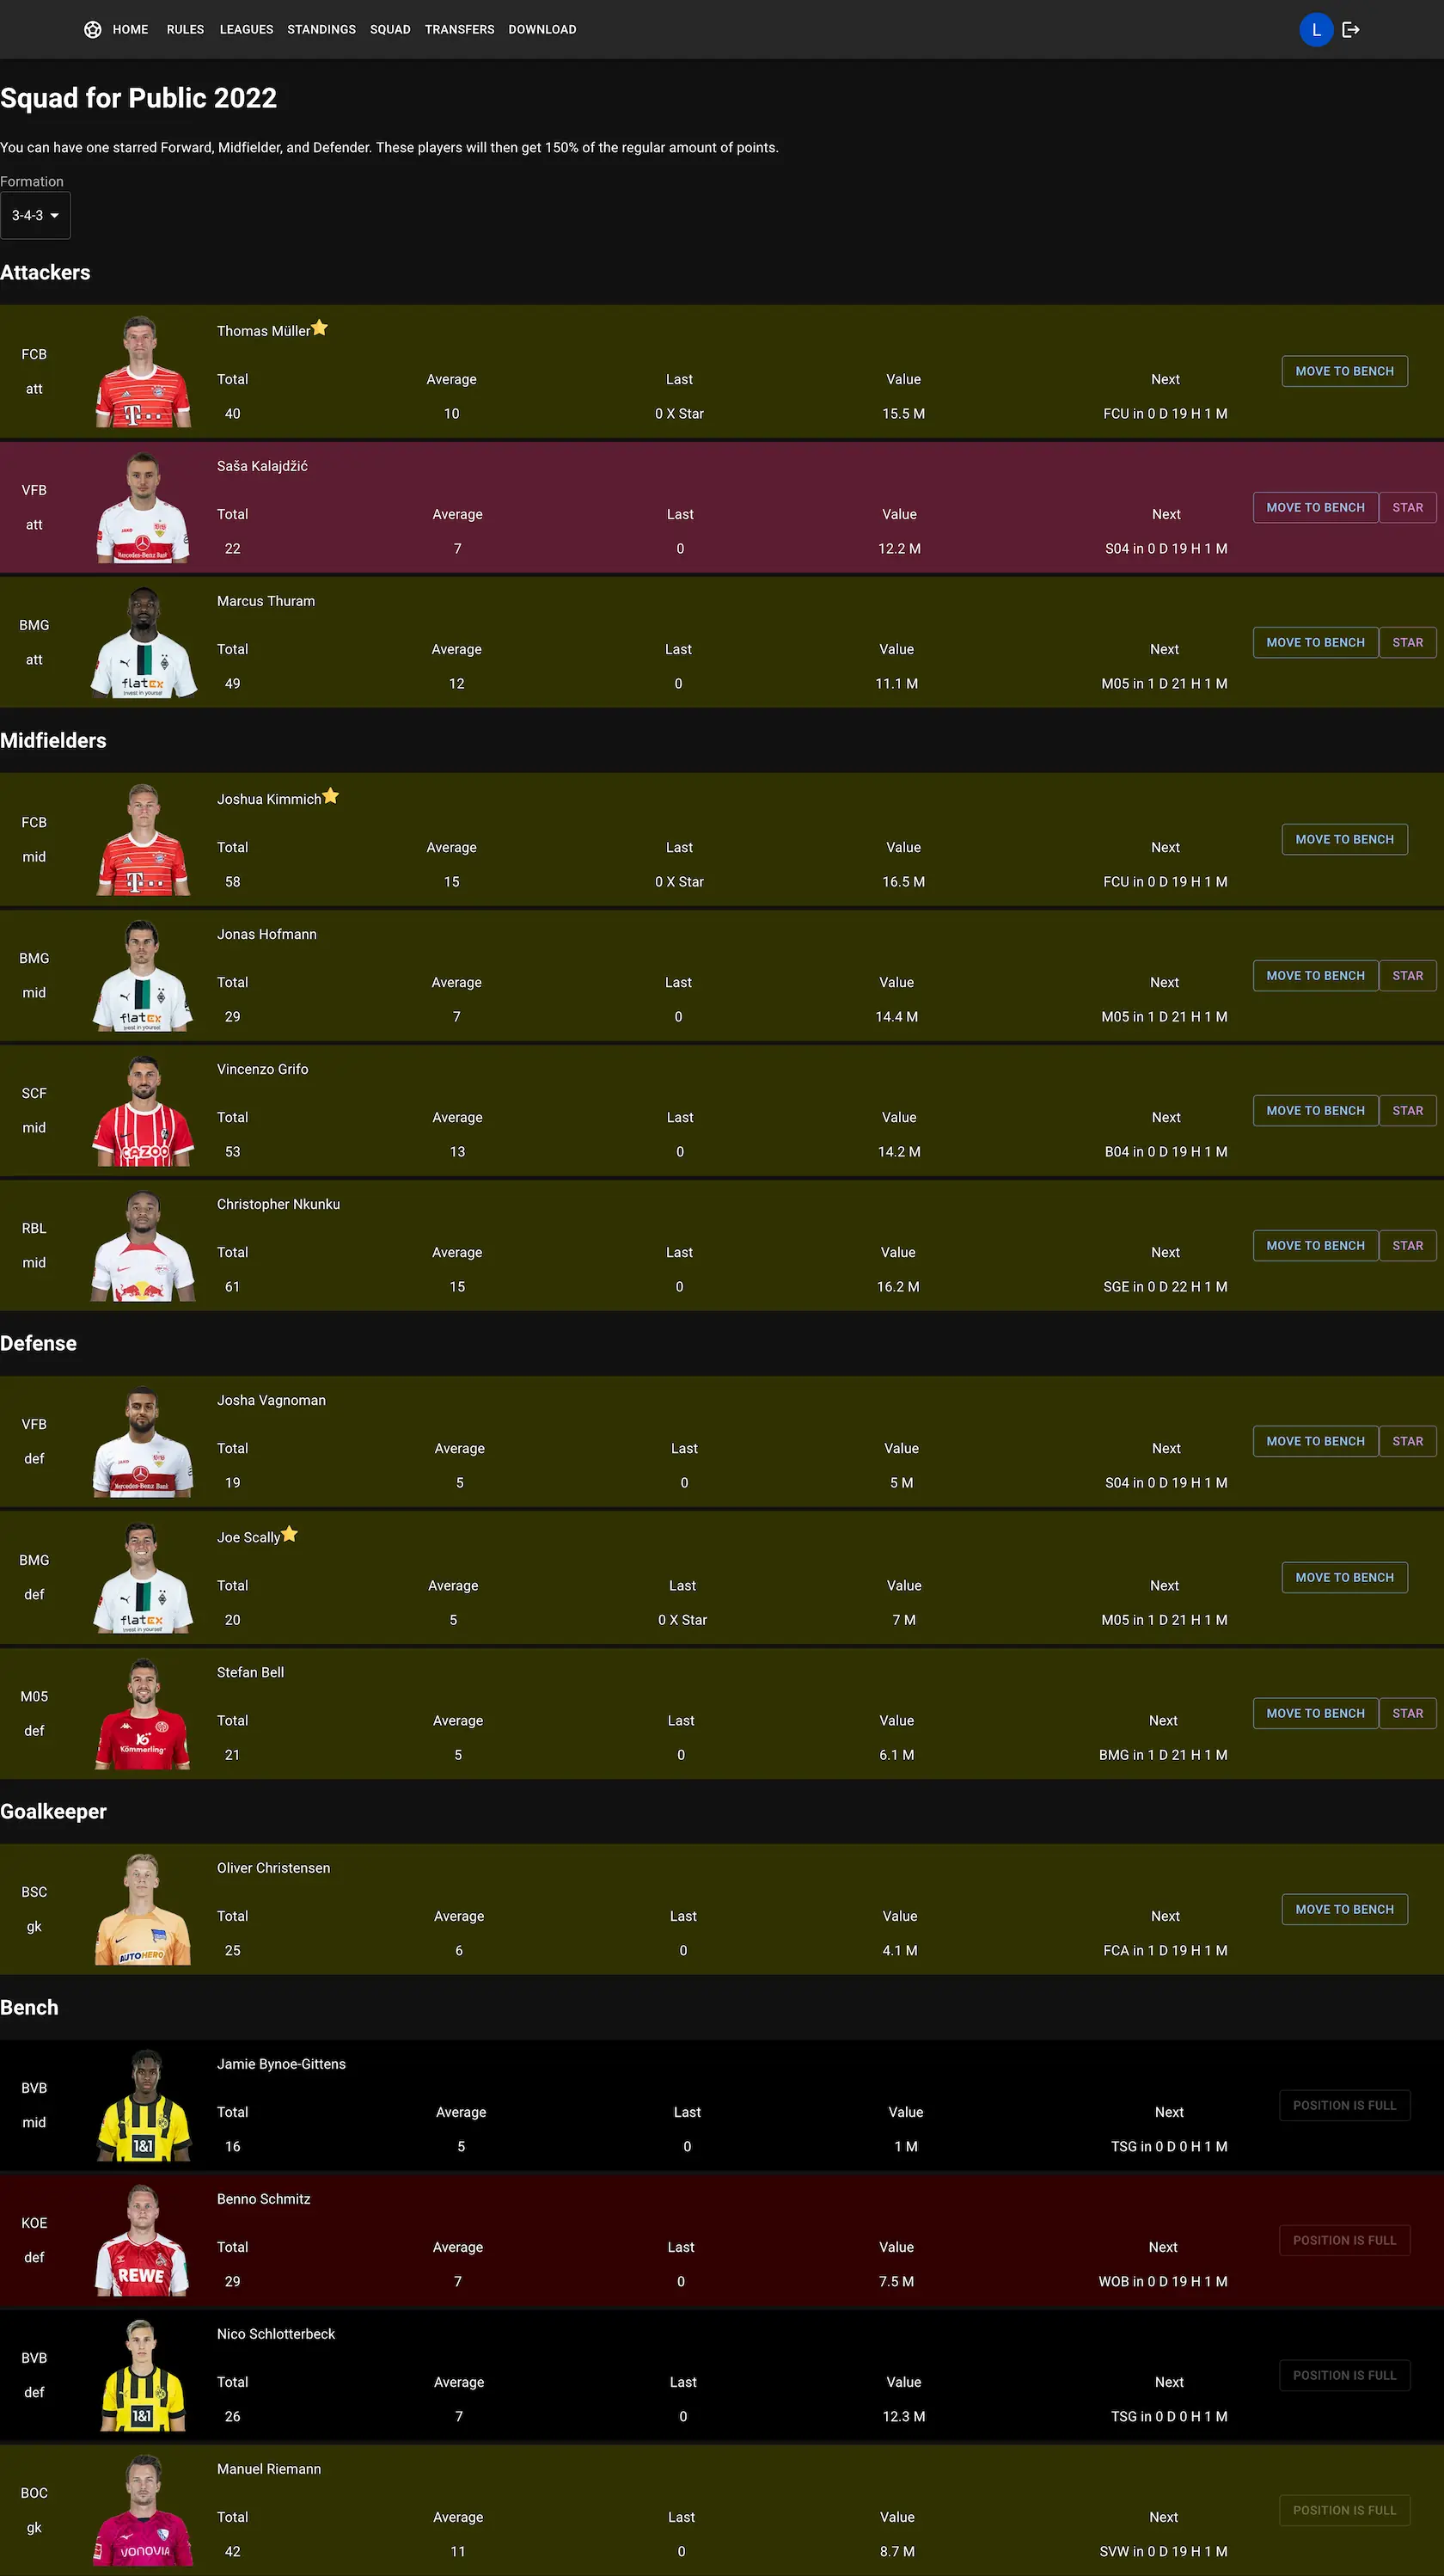 HOME RULES LEAGUES STANDINGS SQUAD TRANSFERS DOWNLOAD L
Squad for Public 2022
You can have one starred Forward, Midfielder, and Defender. These players will then get 150% of the regular amount of points.
Formation
3-4-3
Attackers
FCB
att
Thomas Müller
Total Average Last Value Next
40 10 0 X Star 15.5 M FCU in 0 D 19 H 1 M
MOVE TO BENCH
VFB
att
Saša Kalajdžić
Total Average Last Value Next
22 7 0 12.2 M S04 in 0 D 19 H 1 M
MOVE TO BENCH STAR
BMG
att
Marcus Thuram
Total Average Last Value Next
49 12 0 11.1 M M05 in 1 D 21 H 1 M
MOVE TO BENCH STAR
Midfielders
FCB
mid
Joshua Kimmich
Total Average Last Value Next
58 15 0 X Star 16.5 M FCU in 0 D 19 H 1 M
MOVE TO BENCH
BMG
mid
Jonas Hofmann
Total Average Last Value Next
29 7 0 14.4 M M05 in 1 D 21 H 1 M
MOVE TO BENCH STAR
SCF
mid
Vincenzo Grifo
Total Average Last Value Next
53 13 0 14.2 M B04 in 0 D 19 H 1 M
MOVE TO BENCH STAR
RBL
mid
Christopher Nkunku
Total Average Last Value Next
61 15 0 16.2 M SGE in 0 D 22 H 1 M
MOVE TO BENCH STAR
Defense
VFB
def
Josha Vagnoman
Total Average Last Value Next
19 5 0 5 M S04 in 0 D 19 H 1 M
MOVE TO BENCH STAR
BMG
def
Joe Scally
Total Average Last Value Next
20 5 0 X Star 7 M M05 in 1 D 21 H 1 M
MOVE TO BENCH
M05
def
Stefan Bell
Total Average Last Value Next
21 5 0 6.1 M BMG in 1 D 21 H 1 M
MOVE TO BENCH STAR
Goalkeeper
BSC
gk
Oliver Christensen
Total Average Last Value Next
25 6 0 4.1 M FCA in 1 D 19 H 1 M
MOVE TO BENCH
Bench
BVB
mid
Jamie Bynoe-Gittens
Total Average Last Value Next
16 5 0 1 M TSG in 0 D 0 H 1 M
POSITION IS FULL
KOE
def
Benno Schmitz
Total Average Last Value Next
29 7 0 7.5 M WOB in 0 D 19 H 1 M
POSITION IS FULL
BVB
def
Nico Schlotterbeck
Total Average Last Value Next
26 7 0 12.3 M TSG in 0 D 0 H 1 M
POSITION IS FULL
BOC
gk
Manuel Riemann
Total Average Last Value Next
42 11 0 8.7 M SVW in 0 D 19 H 1 M
POSITION IS FULL